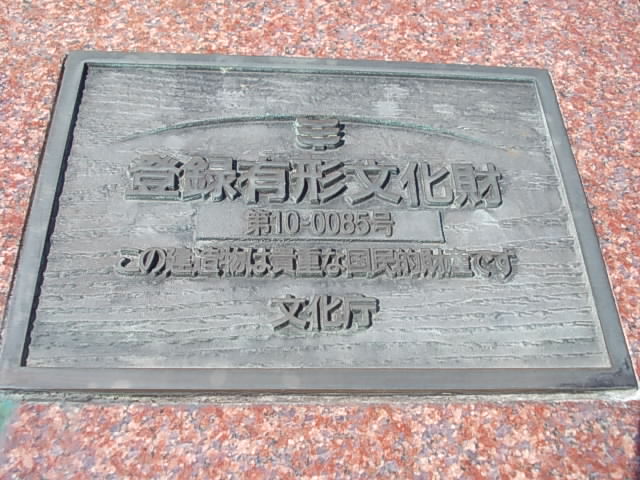 登録有形文化財
第10-0085号
この建造物は貴重な国民的財産です
文化庁